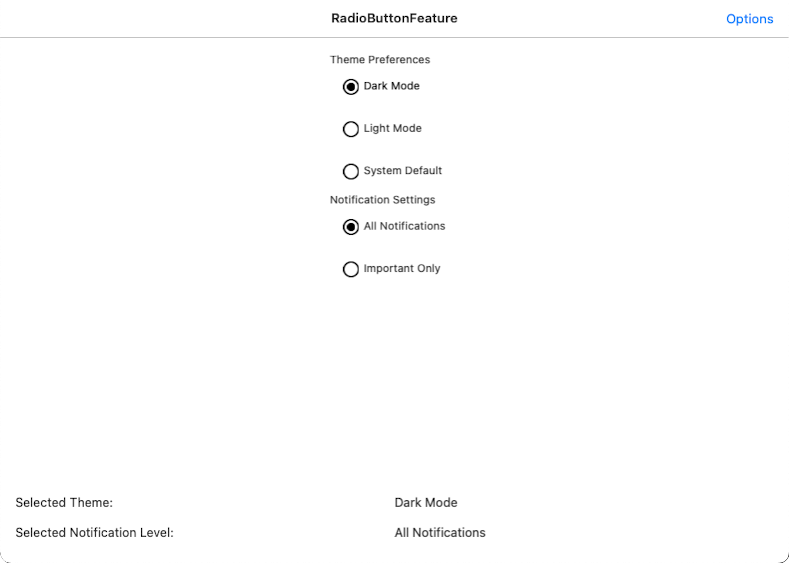 RadioButtonFeature
Options
Theme Preferences
Dark Mode
Light Mode
System Default
Notification Settings
All Notifications
Important Only
Selected Theme: Dark Mode
Selected Notification Level: All Notifications